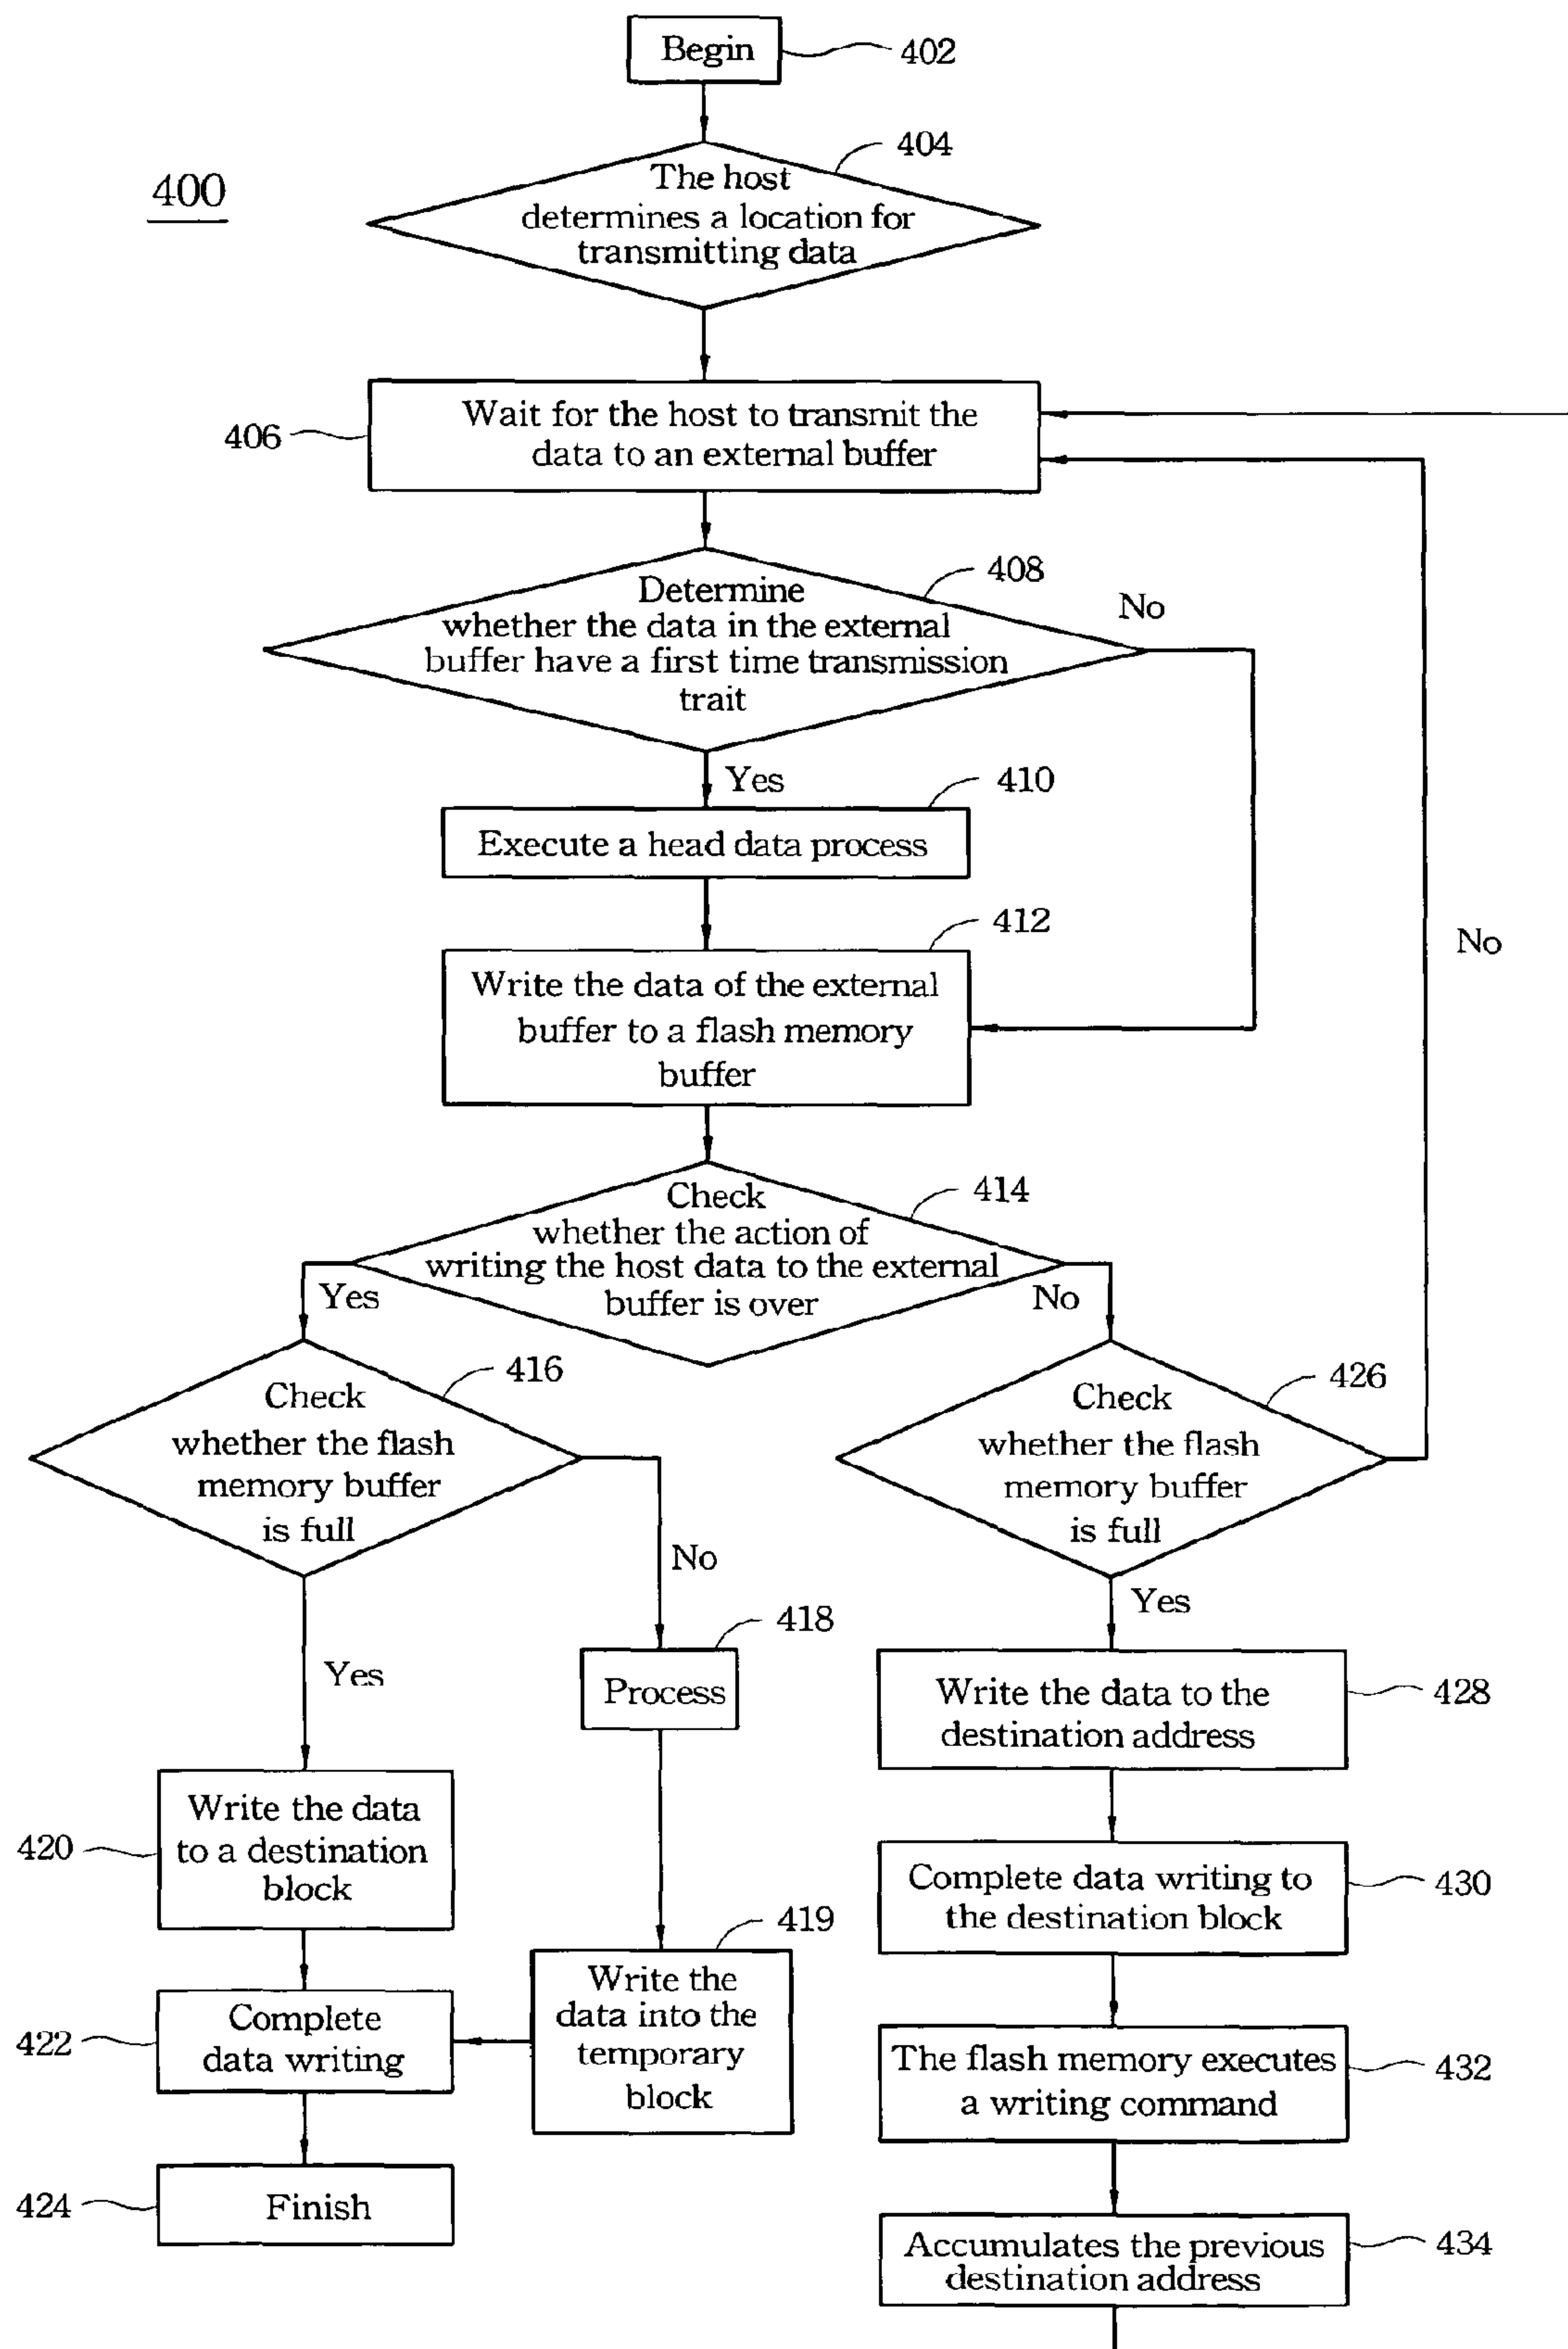 Begin
402
400
404
The host
determines a location for
transmitting data
406
Wait for the host to transmit the
data to an external buffer
408
Determine
whether the data in the external
buffer have a first time transmission
trait
No
Yes
410
Execute a head data process
412
Write the data of the external
buffer to a flash memory
buffer
No
414
Check
whether the action of
writing the host data to the external
buffer is over
Yes
No
416
Check
whether the flash
memory buffer
is full
426
Check
whether the flash
memory buffer
is full
No
Yes
Yes
418
Process
428
Write the data to the
destination address
420
Write the data
to a destination
block
430
Complete data writing to
the destination block
419
Write the
data into the
temporary
block
422
Complete
data writing
432
The flash memory executes
a writing command
424
Finish
434
Accumulates the previous
destination address